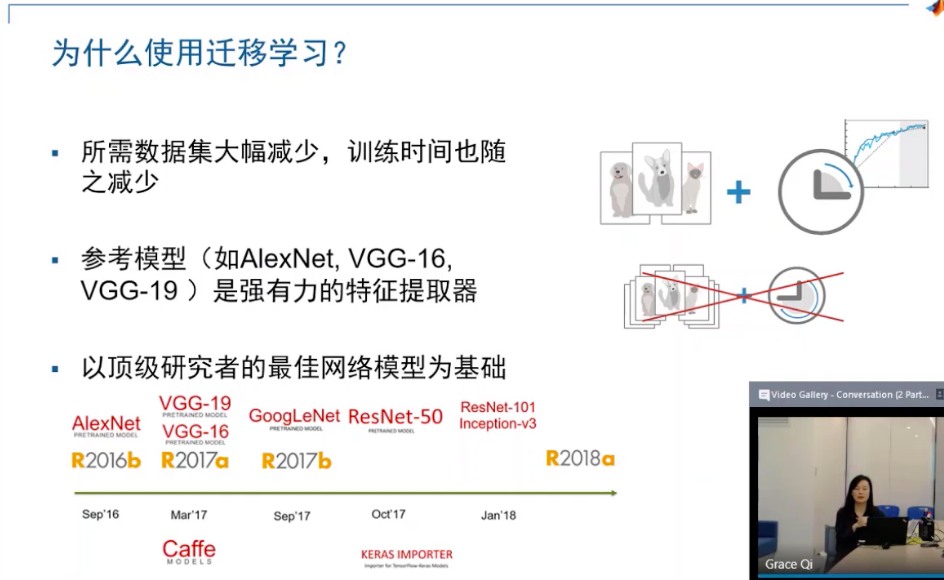 为什么使用迁移学习？
▪ 所需数据集大幅减少，训练时间也随
之减少
▪ 参考模型（如AlexNet, VGG-16,
VGG-19 ）是强有力的特征提取器
▪ 以顶级研究者的最佳网络模型为基础
AlexNet
PRETRAINED MODEL
R2016b
VGG-19
PRETRAINED MODEL
VGG-16
PRETRAINED MODEL
R2017a
GoogLeNet
PRETRAINED MODEL
R2017b
ResNet-50
PRETRAINED MODEL
ResNet-101
Inception-v3
R2018a
Sep'16
Mar'17
Sep'17
Oct'17
Jan'18
Caffe
MODELS
KERAS IMPORTER
Importer for TensorFlow-Keras Models
Video Gallery - Conversation (2 Part...
Grace Qi